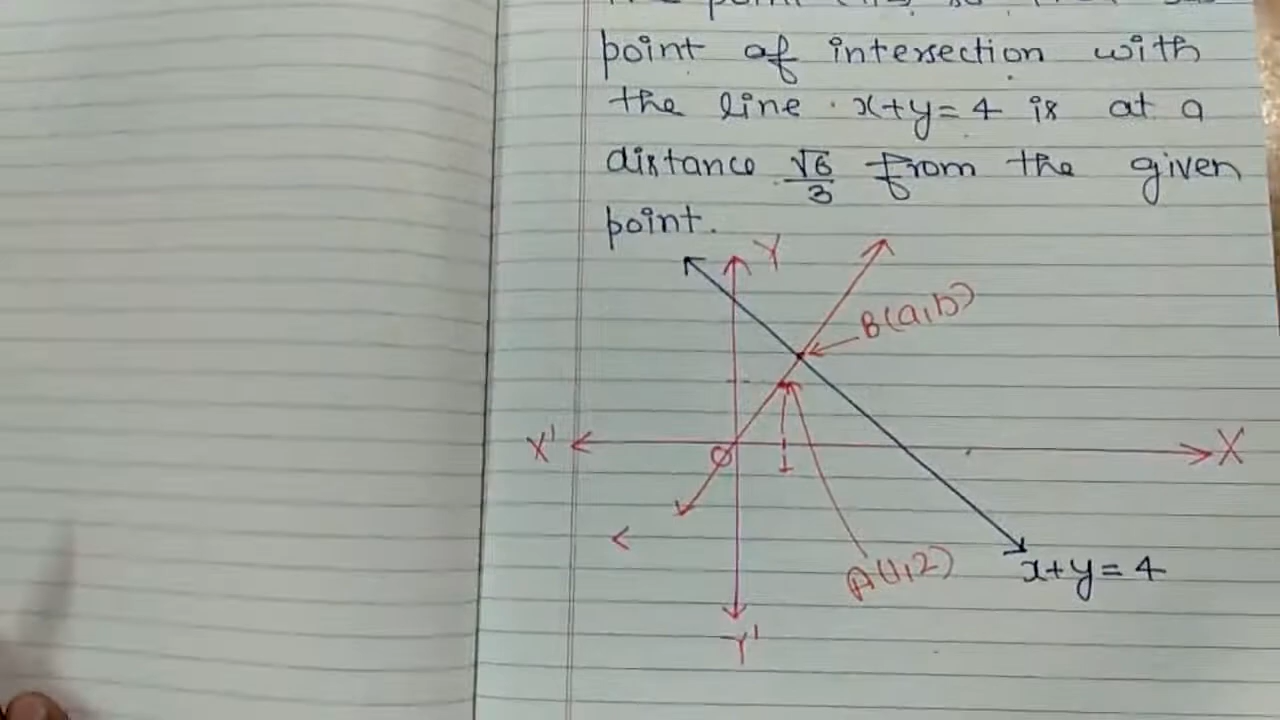 point
point of intersection with
the line x+y=4 is at a
distance √6/3 from the given
point.
Y
B(a,b)
X'
O
X
1
A(1,2)
x+y=4
Y'